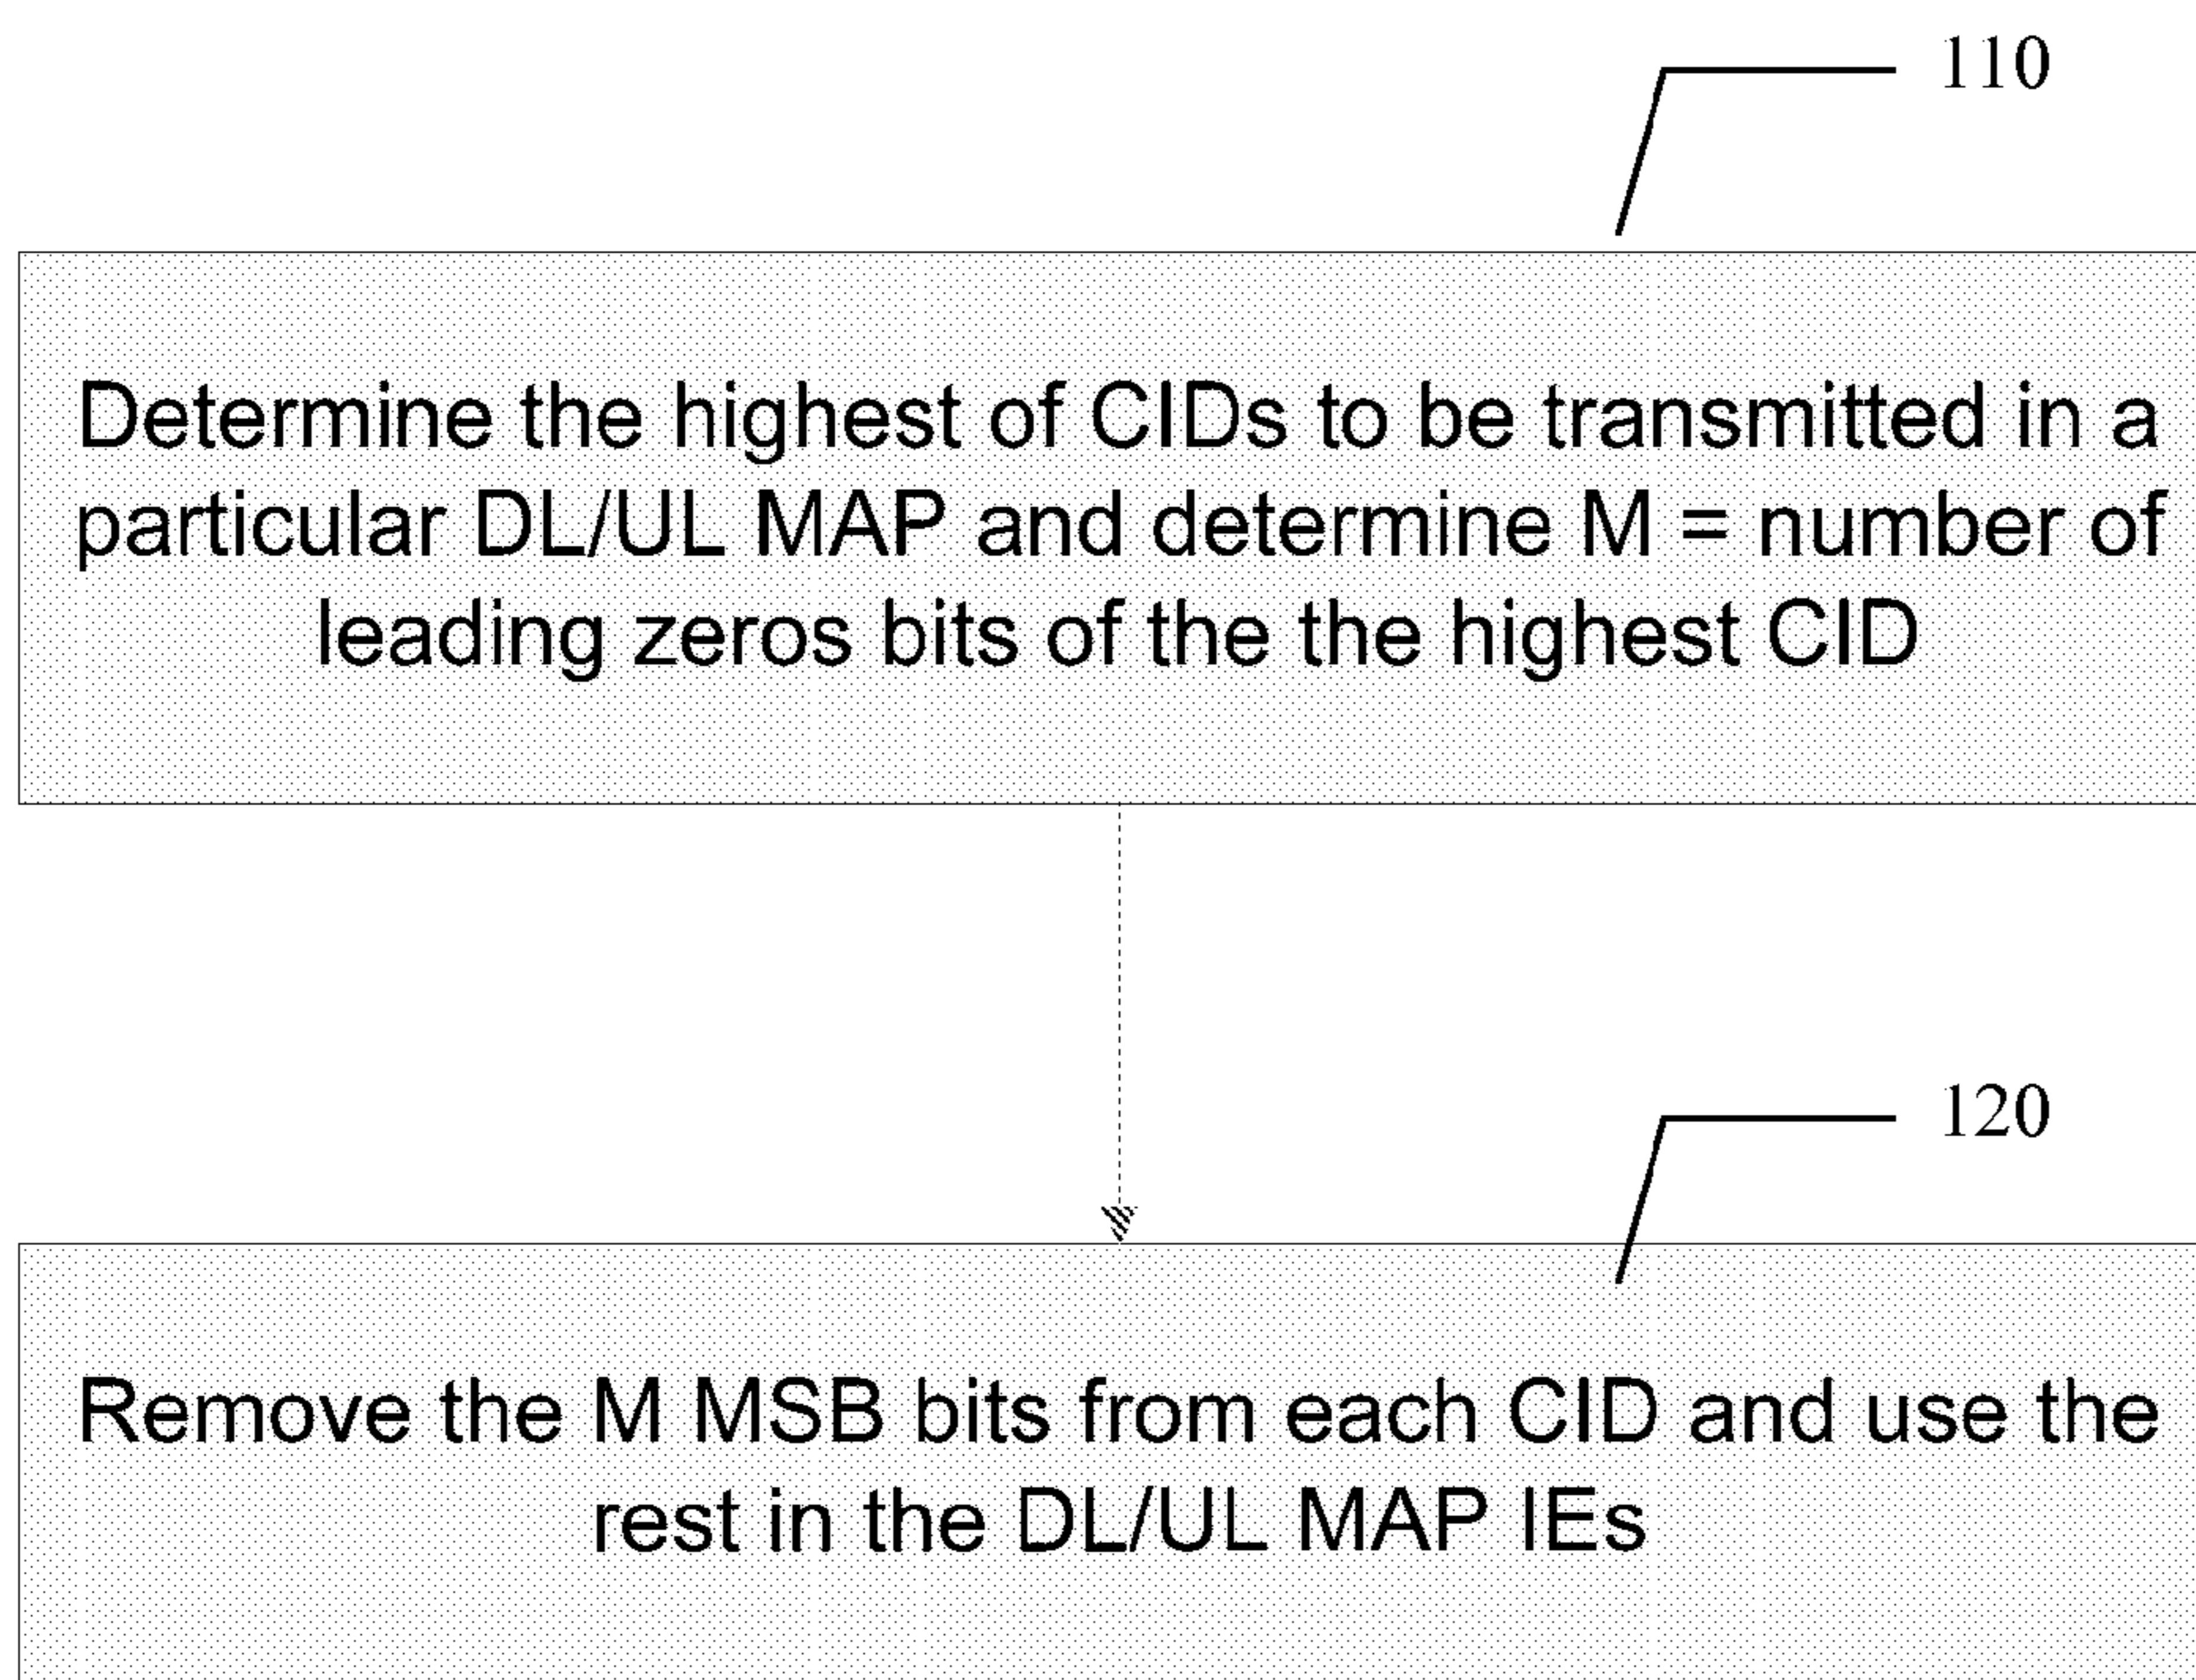 110
Determine the highest of CIDs to be transmitted in a
particular DL/UL MAP and determine M = number of
leading zeros bits of the the highest CID
120
Remove the M MSB bits from each CID and use the
rest in the DL/UL MAP IEs